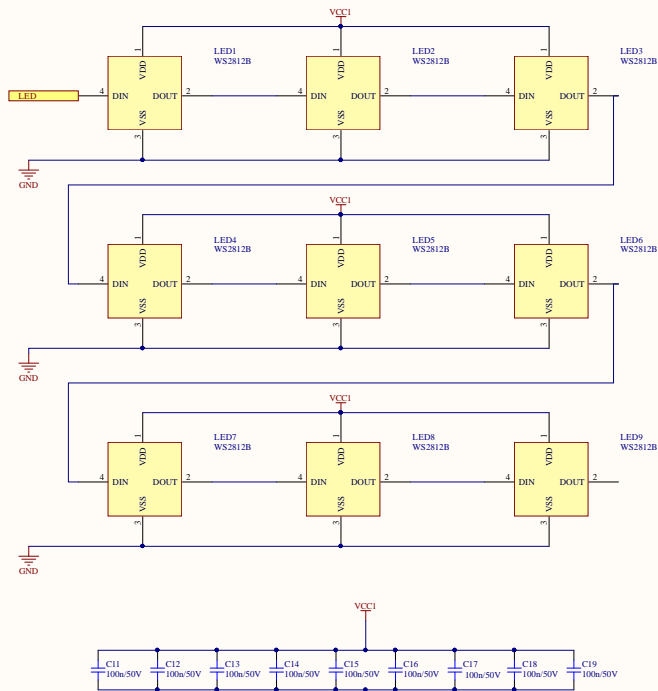 VCC1
LED1
WS2812B
LED2
WS2812B
LED3
WS2812B
1 VDD 1 VDD 1 VDD
LED 4 DIN DOUT 2 4 DIN DOUT 2 4 DIN DOUT 2
VSS 3 VSS 3 VSS 3
GND
VCC1
LED4
WS2812B
LED5
WS2812B
LED6
WS2812B
1 VDD 1 VDD 1 VDD
4 DIN DOUT 2 4 DIN DOUT 2 4 DIN DOUT 2
VSS 3 VSS 3 VSS 3
GND
VCC1
LED7
WS2812B
LED8
WS2812B
LED9
WS2812B
1 VDD 1 VDD 1 VDD
4 DIN DOUT 2 4 DIN DOUT 2 4 DIN DOUT 2
VSS 3 VSS 3 VSS 3
GND
VCC1
C11
100n/50V
C12
100n/50V
C13
100n/50V
C14
100n/50V
C15
100n/50V
C16
100n/50V
C17
100n/50V
C18
100n/50V
C19
100n/50V